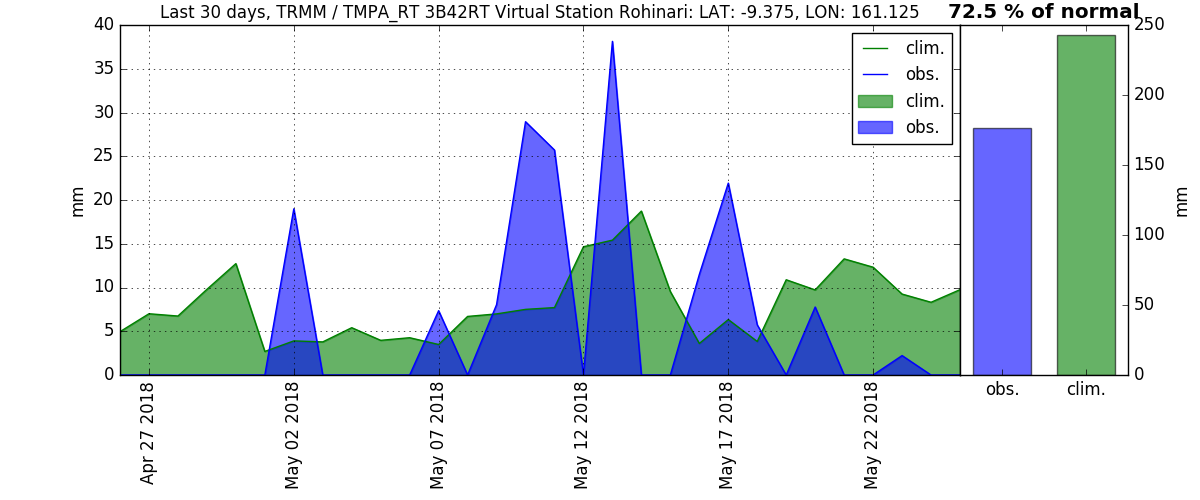 Last 30 days, TRMM / TMPA_RT 3B42RT Virtual Station Rohinari: LAT: -9.375, LON: 161.125
72.5 % of normal
40
35
30
25
20
15
10
5
0
mm
clim.
obs.
clim.
obs.
250
200
150
100
50
0
mm
obs.
clim.
Apr 27 2018
May 02 2018
May 07 2018
May 12 2018
May 17 2018
May 22 2018